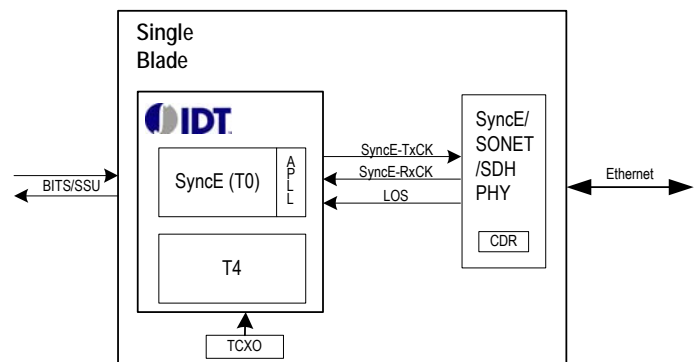 Single
Blade
IDT
SyncE (T0)
APLL
T4
TCXO
BITS/SSU
SyncE-TxCK
SyncE-RxCK
LOS
SyncE/
SONET
/SDH
PHY
CDR
Ethernet